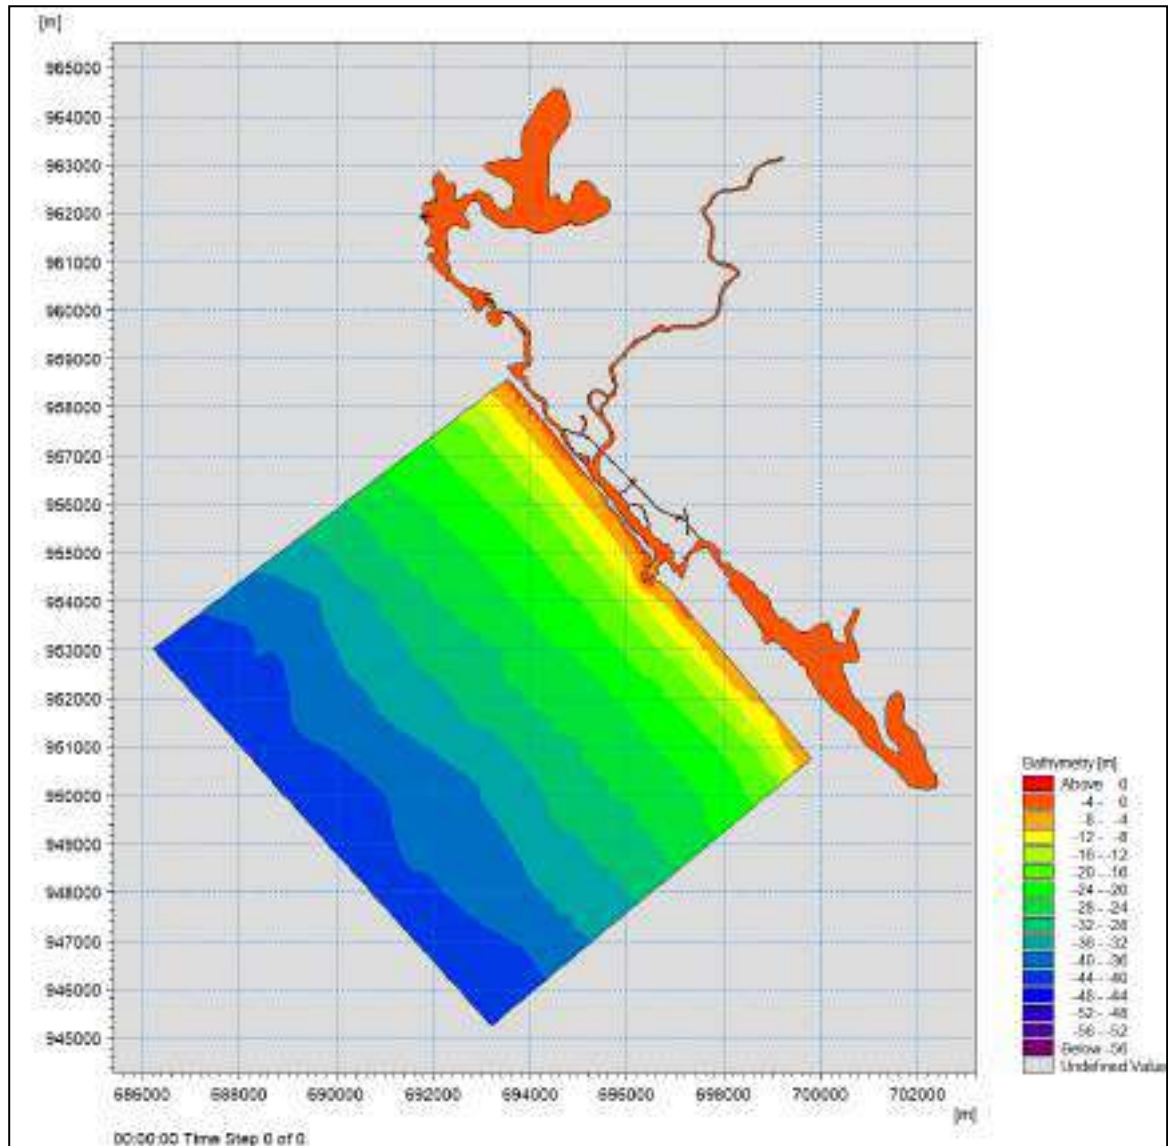 [m]
965000
964000
963000
962000
961000
960000
959000
958000
957000
956000
955000
954000
953000
952000
951000
950000
949000
948000
947000
946000
945000
686000 688000 690000 692000 694000 696000 698000 700000 702000
[m]
00:00:00 Time Step 0 of 0.
Bathymetry [m]
Above 0
-4 - 0
-8 - -4
-12 - -8
-16 - -12
-20 - -16
-24 - -20
-28 - -24
-32 - -28
-36 - -32
-40 - -36
-44 - -40
-48 - -44
-52 - -48
-56 - -52
Below -56
Undefined Value